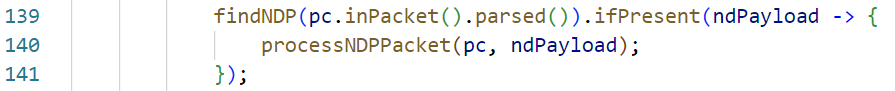 139 findNDP(pc.inPacket().parsed()).ifPresent(ndPayload -> {
140 processNDPPacket(pc, ndPayload);
141 });